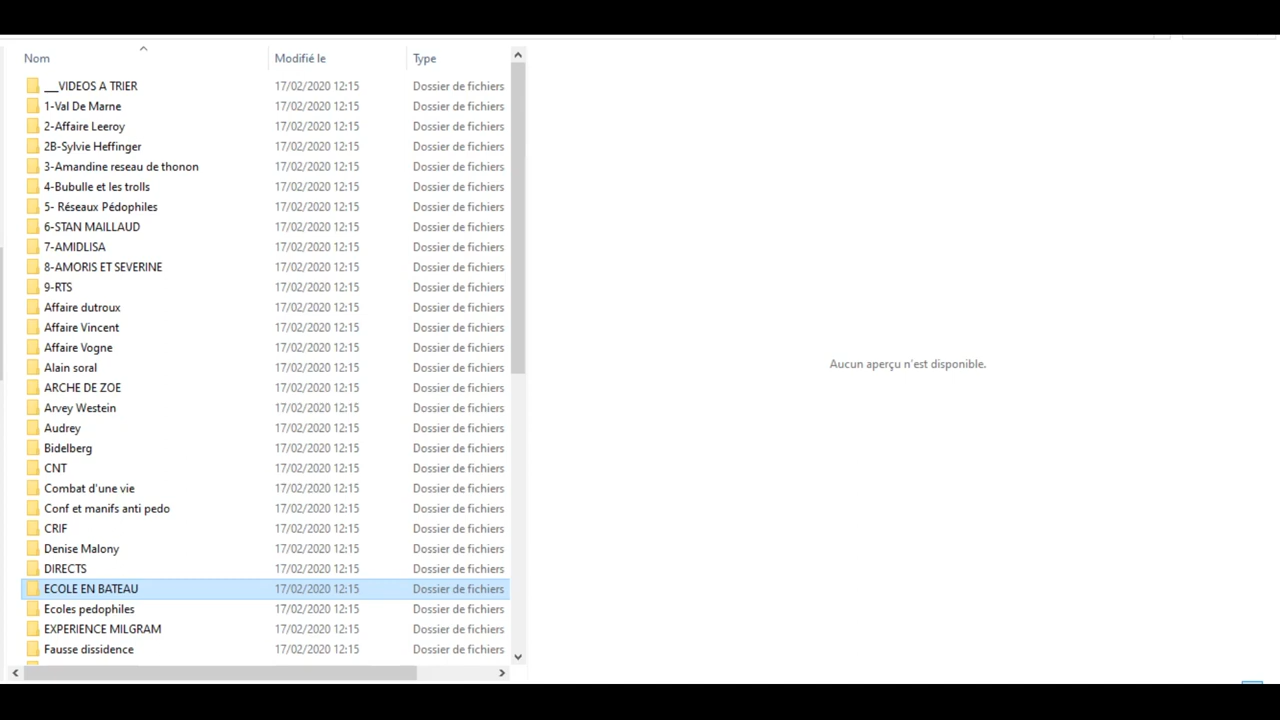 Nom Modifié le Type
___VIDEOS A TRIER 17/02/2020 12:15 Dossier de fichiers
1-Val De Marne 17/02/2020 12:15 Dossier de fichiers
2-Affaire Leeroy 17/02/2020 12:15 Dossier de fichiers
2B-Sylvie Heffinger 17/02/2020 12:15 Dossier de fichiers
3-Amandine reseau de thonon 17/02/2020 12:15 Dossier de fichiers
4-Bubulle et les trolls 17/02/2020 12:15 Dossier de fichiers
5- Réseaux Pédophiles 17/02/2020 12:15 Dossier de fichiers
6-STAN MAILLAUD 17/02/2020 12:15 Dossier de fichiers
7-AMIDLISA 17/02/2020 12:15 Dossier de fichiers
8-AMORIS ET SEVERINE 17/02/2020 12:15 Dossier de fichiers
9-RTS 17/02/2020 12:15 Dossier de fichiers
Affaire dutroux 17/02/2020 12:15 Dossier de fichiers
Affaire Vincent 17/02/2020 12:15 Dossier de fichiers
Affaire Vogne 17/02/2020 12:15 Dossier de fichiers
Alain soral 17/02/2020 12:15 Dossier de fichiers
ARCHE DE ZOE 17/02/2020 12:15 Dossier de fichiers
Arvey Westein 17/02/2020 12:15 Dossier de fichiers
Audrey 17/02/2020 12:15 Dossier de fichiers
Bidelberg 17/02/2020 12:15 Dossier de fichiers
CNT 17/02/2020 12:15 Dossier de fichiers
Combat d'une vie 17/02/2020 12:15 Dossier de fichiers
Conf et manifs anti pedo 17/02/2020 12:15 Dossier de fichiers
CRIF 17/02/2020 12:15 Dossier de fichiers
Denise Malony 17/02/2020 12:15 Dossier de fichiers
DIRECTS 17/02/2020 12:15 Dossier de fichiers
ECOLE EN BATEAU 17/02/2020 12:15 Dossier de fichiers
Ecoles pedophiles 17/02/2020 12:15 Dossier de fichiers
EXPERIENCE MILGRAM 17/02/2020 12:15 Dossier de fichiers
Fausse dissidence 17/02/2020 12:15 Dossier de fichiers
Aucun aperçu n'est disponible.